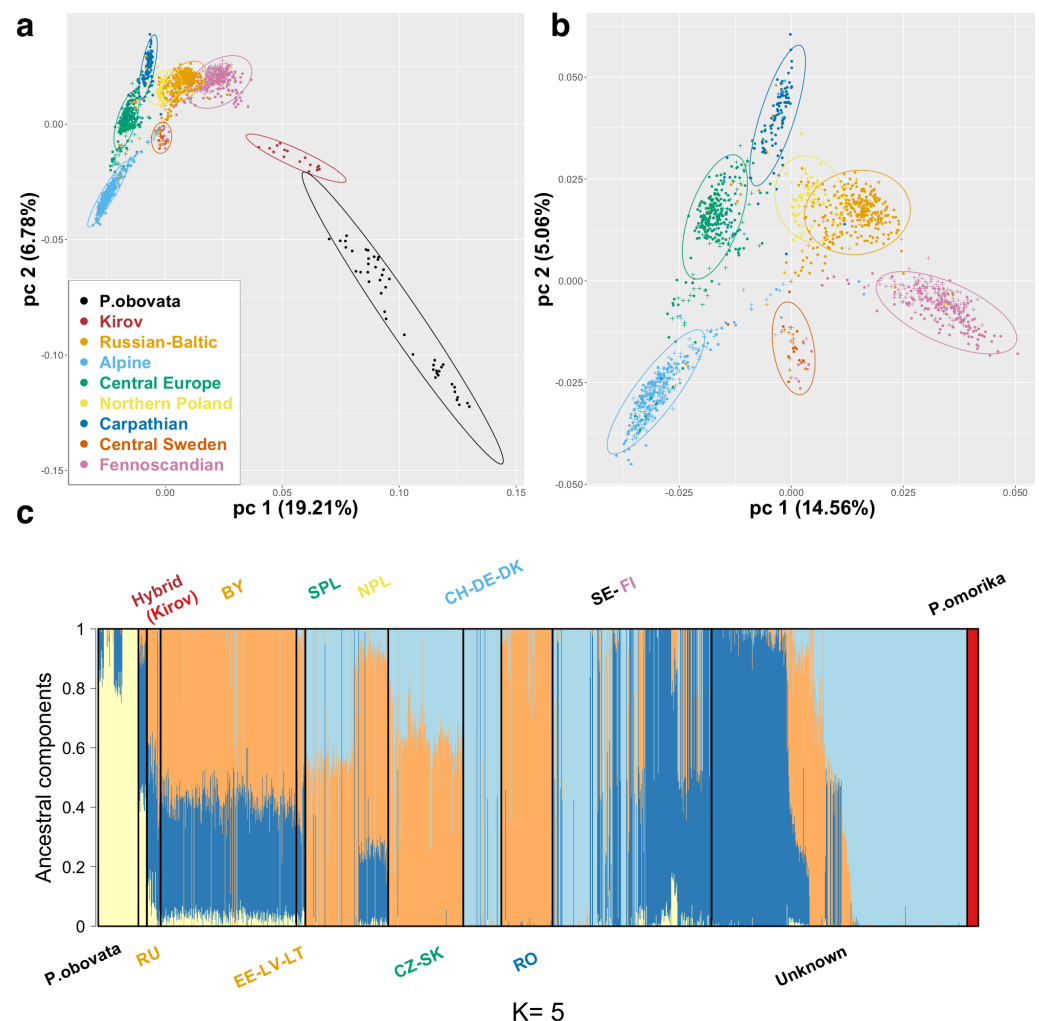 a
0.00
-0.05
-0.10
-0.15
pc 2 (6.78%)
P.obovata
Kirov
Russian-Baltic
Alpine
Central Europe
Northern Poland
Carpathian
Central Sweden
Fennoscandian
0.00 0.05 0.10 0.15
pc 1 (19.21%)
b
0.050
0.025
0.000
-0.025
-0.050
pc 2 (5.06%)
-0.025 0.000 0.025 0.050
pc 1 (14.56%)
c
Hybrid
(Kirov)
BY
SPL
NPL
CH-DE-DK
SE- FI
P.omorika
1
0.8
0.6
0.4
0.2
0
Ancestral components
P.obovata
RU
EE-LV-LT
CZ-SK
RO
Unknown
K= 5